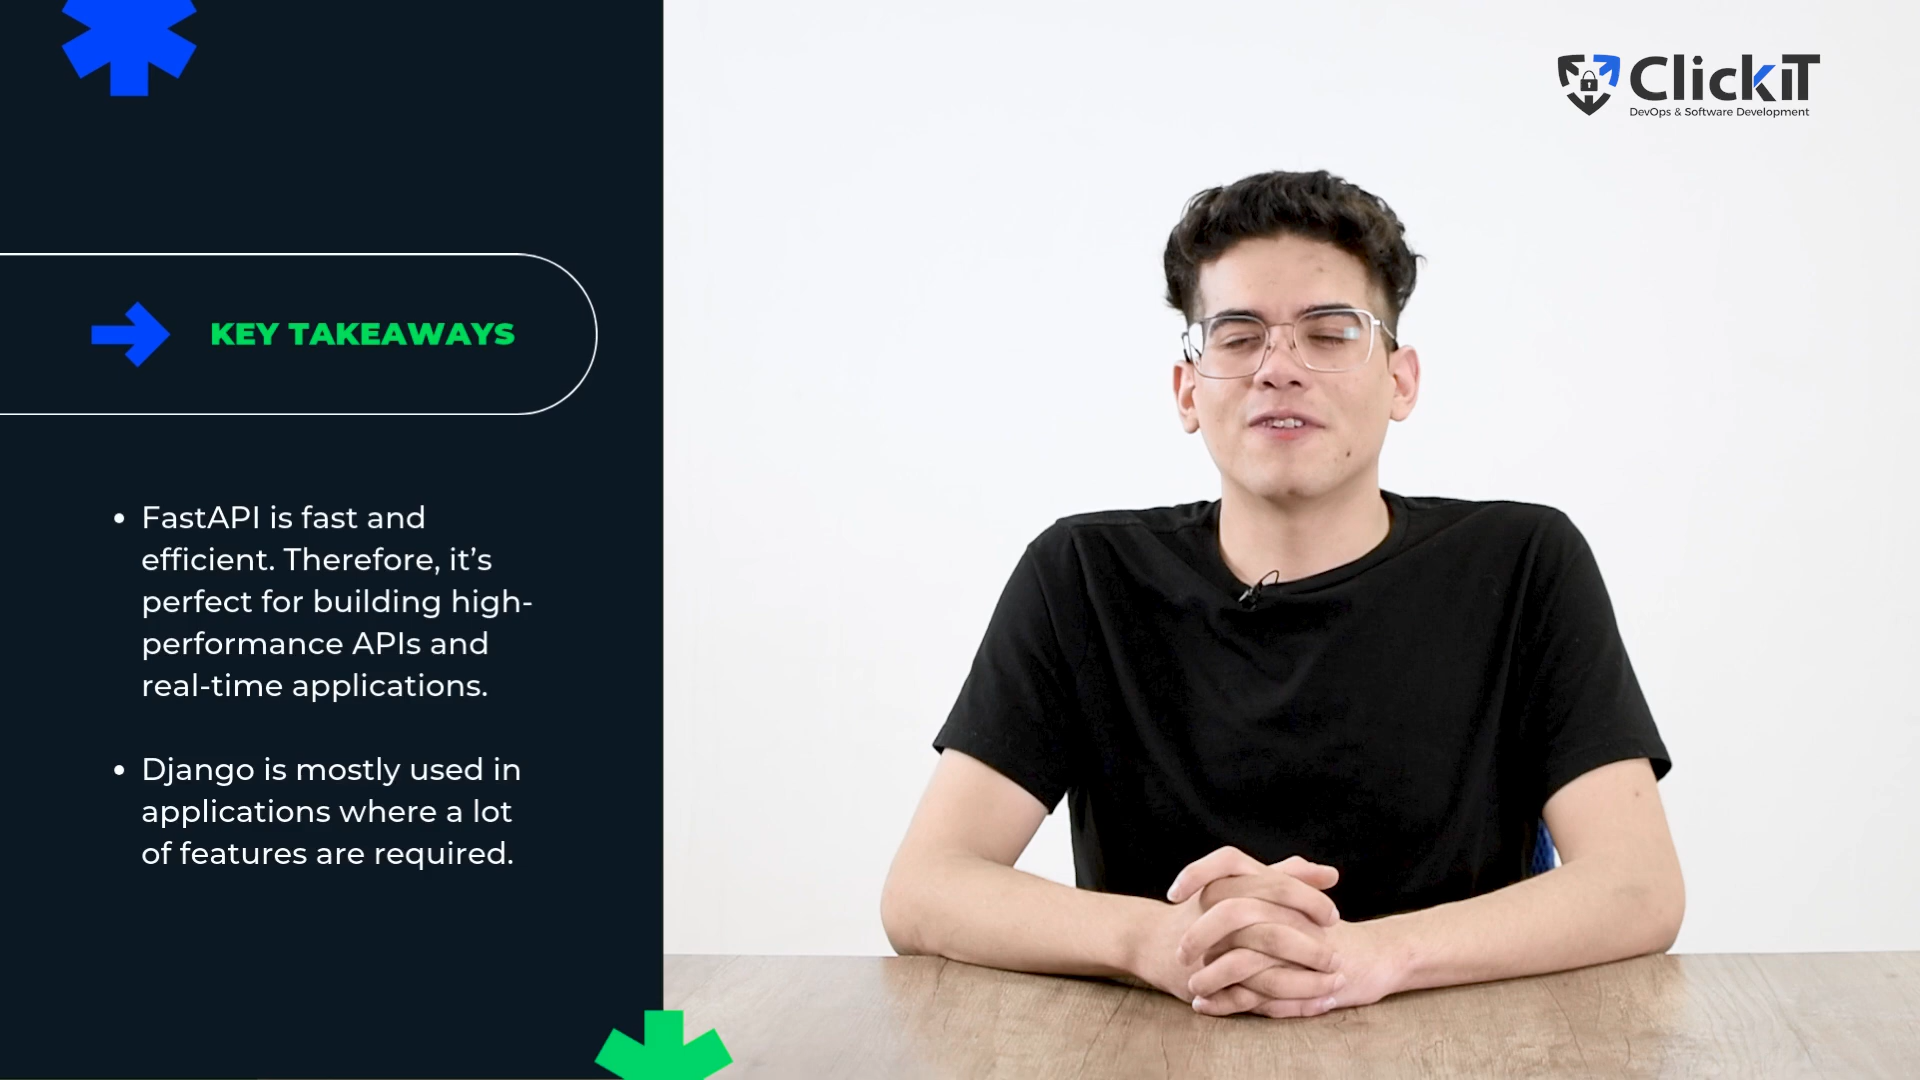 ClickIT
DevOps & Software Development
KEY TAKEAWAYS
• FastAPI is fast and
efficient. Therefore, it’s
perfect for building high-
performance APIs and
real-time applications.
• Django is mostly used in
applications where a lot
of features are required.